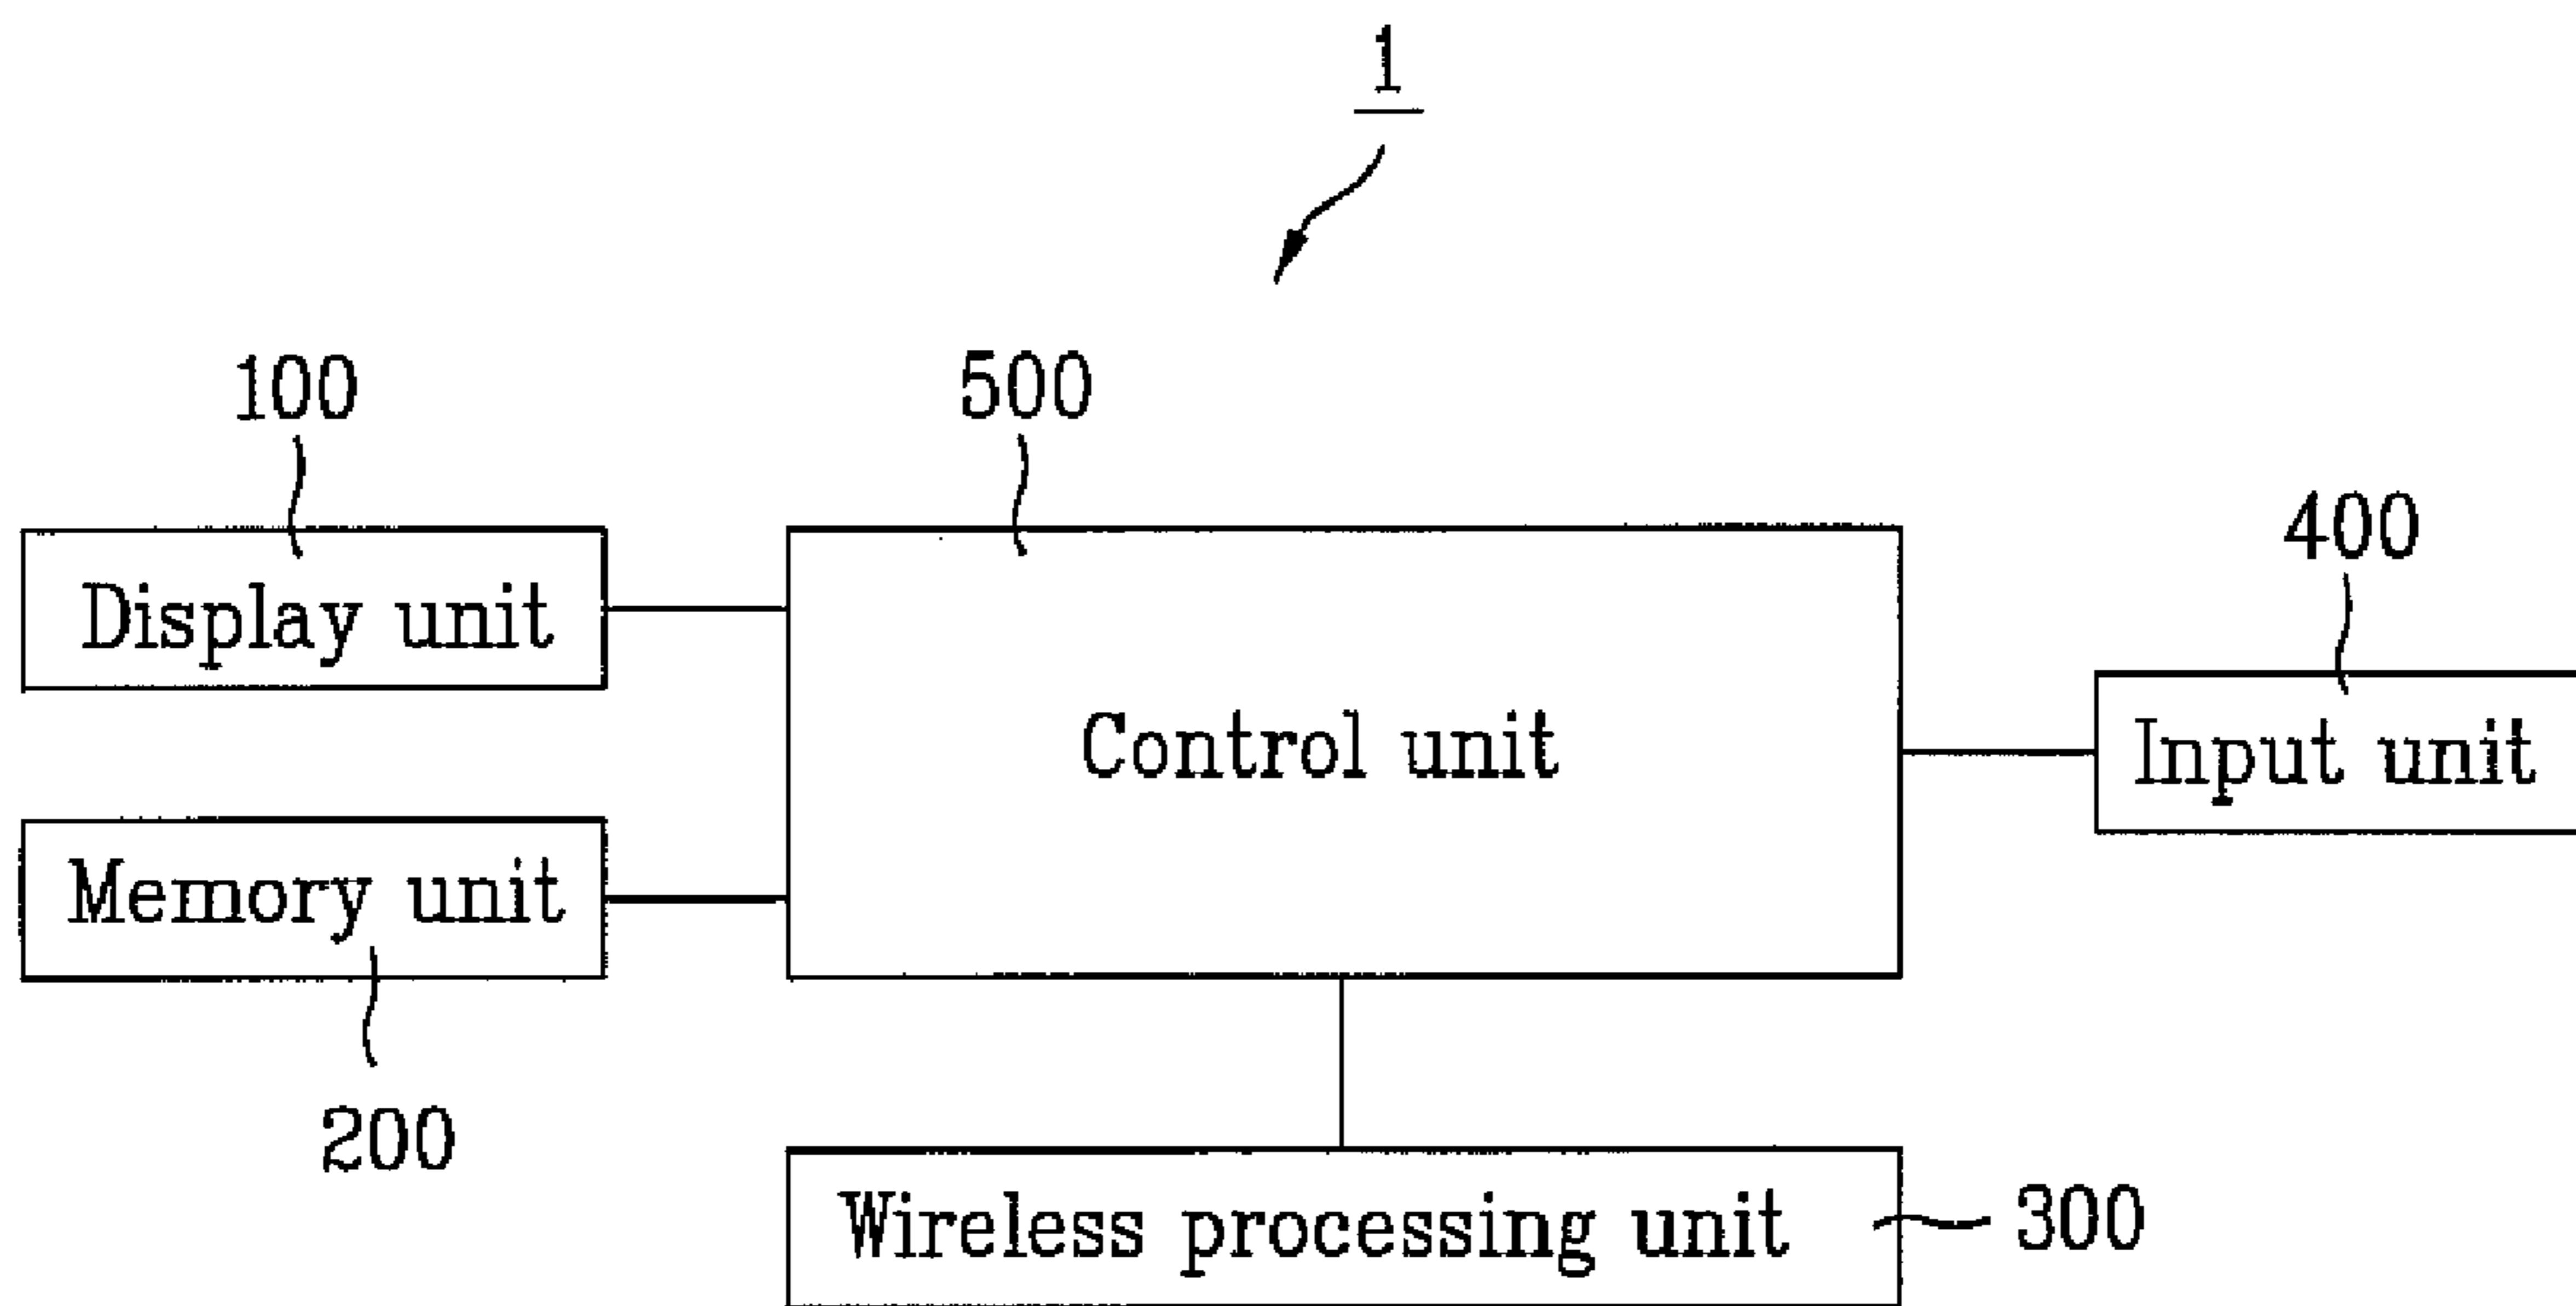 1
100
500
400
Display unit
Control unit
Input unit
Memory unit
200
Wireless processing unit
300